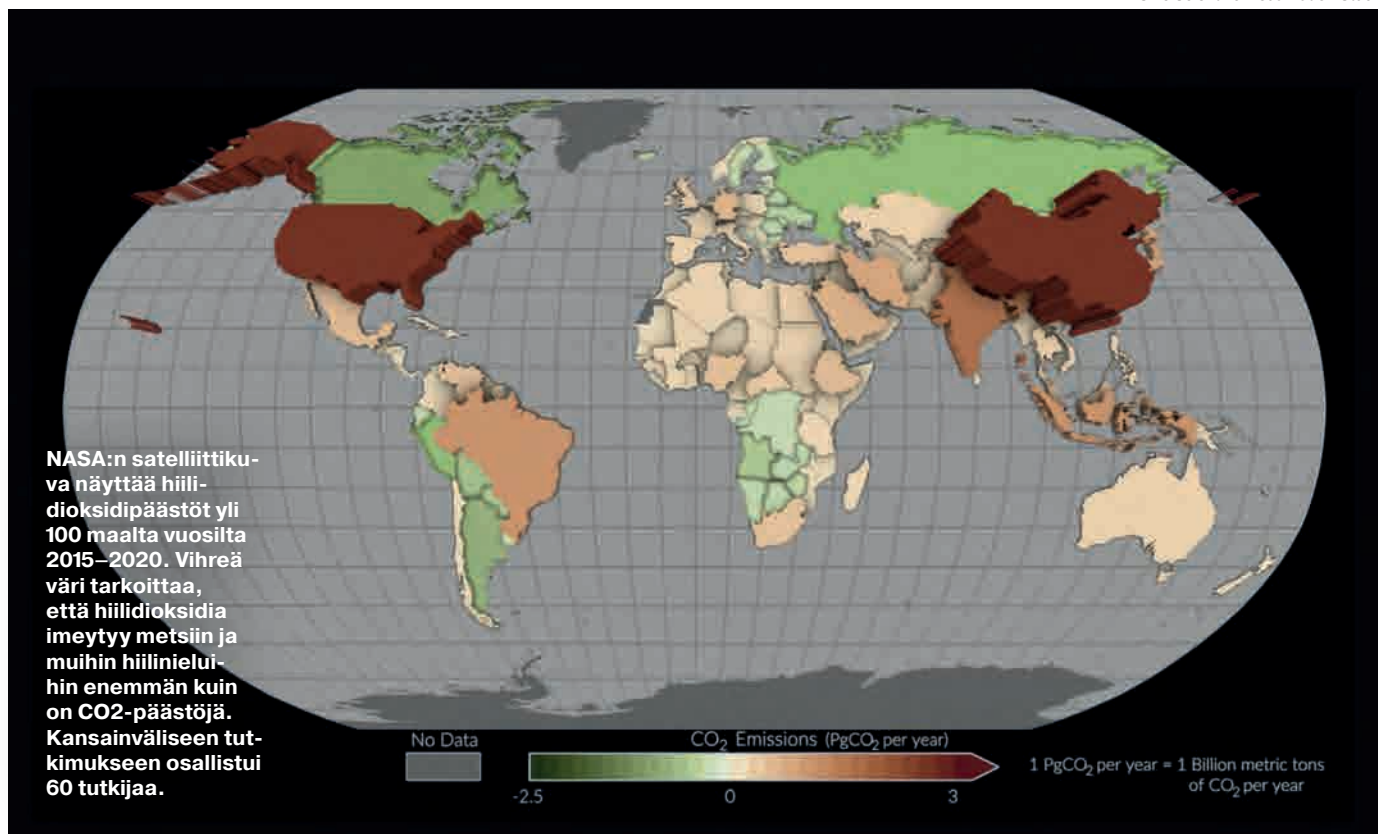 NASA:n satelliittiku-
va näyttää hiili-
dioksidipäästöt yli
100 maalta vuosilta
2015–2020. Vihreä
väri tarkoittaa,
että hiilidioksidia
imeytyy metsiin ja
muihin hiilinielui-
hin enemmän kuin
on CO2-päästöjä.
Kansainväliseen tut-
kimukseen osallistui
60 tutkijaa.
No Data
CO₂ Emissions (PgCO₂ per year)
-2.5
0
3
1 PgCO₂ per year = 1 Billion metric tons
of CO₂ per year